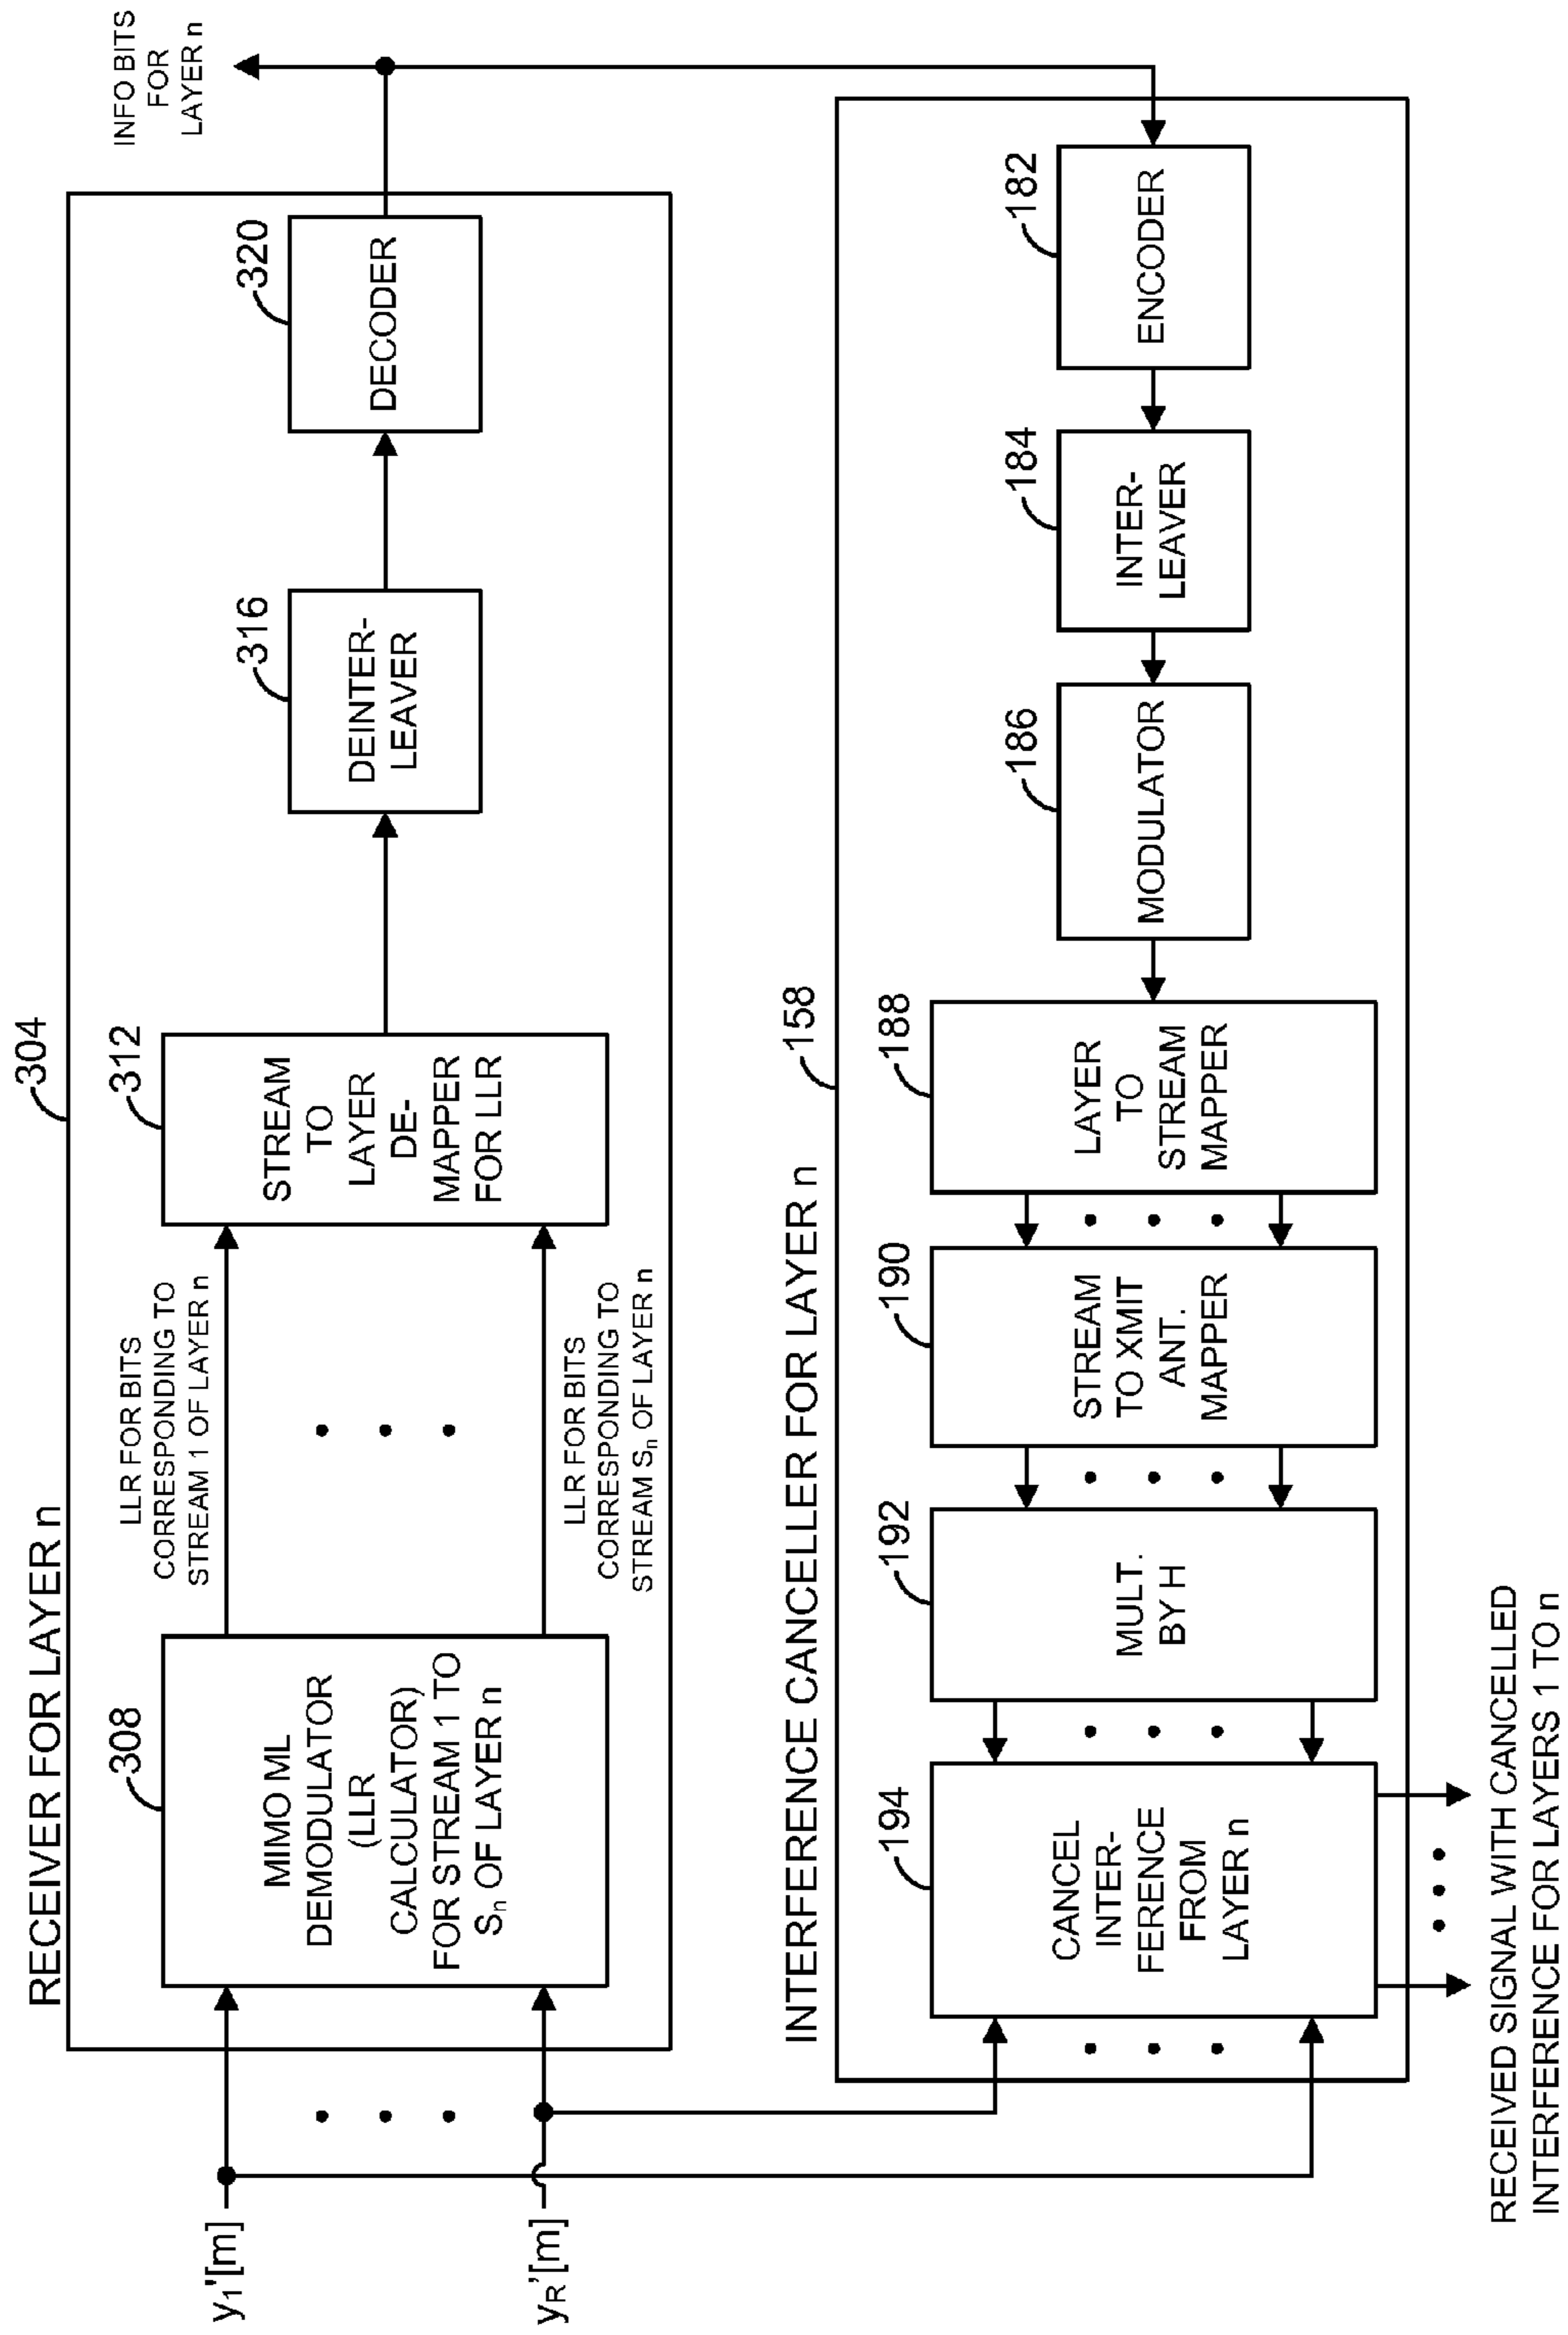 RECEIVER FOR LAYER n
304
y1'[m]
yR'[m]
308
MIMO ML
DEMODULATOR
(LLR
CALCULATOR)
FOR STREAM 1 TO
Sn OF LAYER n
LLR FOR BITS
CORRESPONDING TO
STREAM 1 OF LAYER n
LLR FOR BITS
CORRESPONDING TO
STREAM Sn OF LAYER n
312
STREAM
TO
LAYER
DE-
MAPPER
FOR LLR
316
DEINTER-
LEAVER
320
DECODER
INFO BITS
FOR
LAYER n
INTERFERENCE CANCELLER FOR LAYER n
158
194
CANCEL
INTER-
FERENCE
FROM
LAYER n
192
MULT.
BY H
190
STREAM
TO XMIT
ANT.
MAPPER
188
LAYER
TO
STREAM
MAPPER
186
MODULATOR
184
INTER-
LEAVER
182
ENCODER
RECEIVED SIGNAL WITH CANCELLED
INTERFERENCE FOR LAYERS 1 TO n